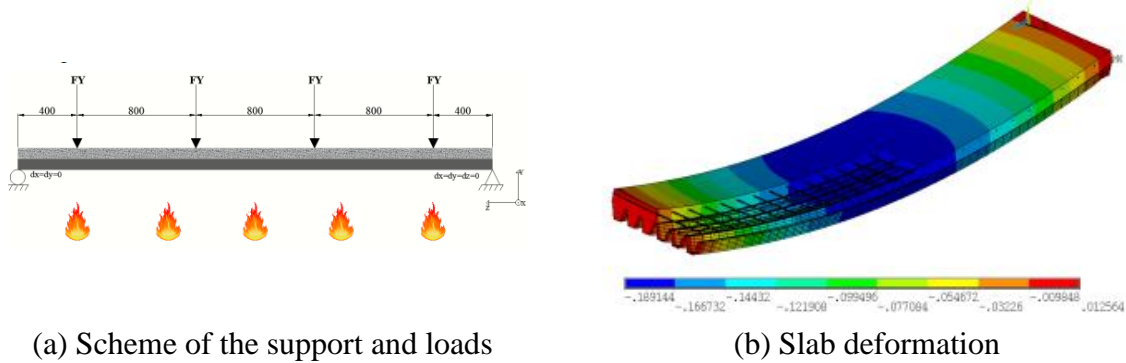 FY FY FY FY
400 800 800 800 400
dx=dy=0 dx=dy=dz=0
Y
z x
-.189144 -.14432 -.099496 -.054672 -.009848
-.166732 -.121908 -.077084 -.03226 .012564
(a) Scheme of the support and loads (b) Slab deformation